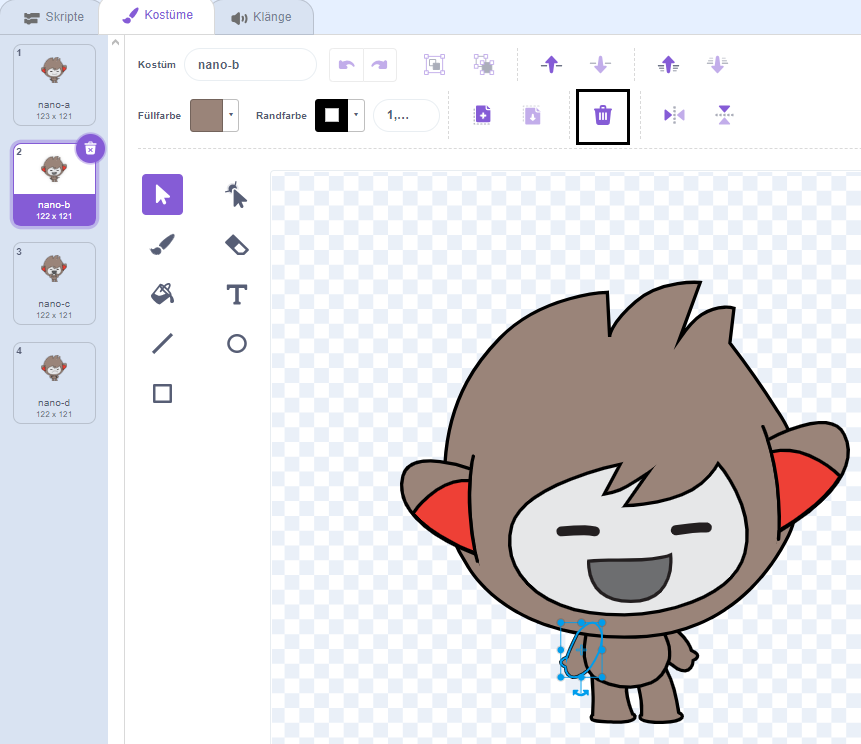 Skripte
Kostüme
Klänge
1
nano-a
123 x 121
2
nano-b
122 x 121
3
nano-c
122 x 121
4
nano-d
122 x 121
Kostüm
nano-b
Füllfarbe
Randfarbe
1,...
T